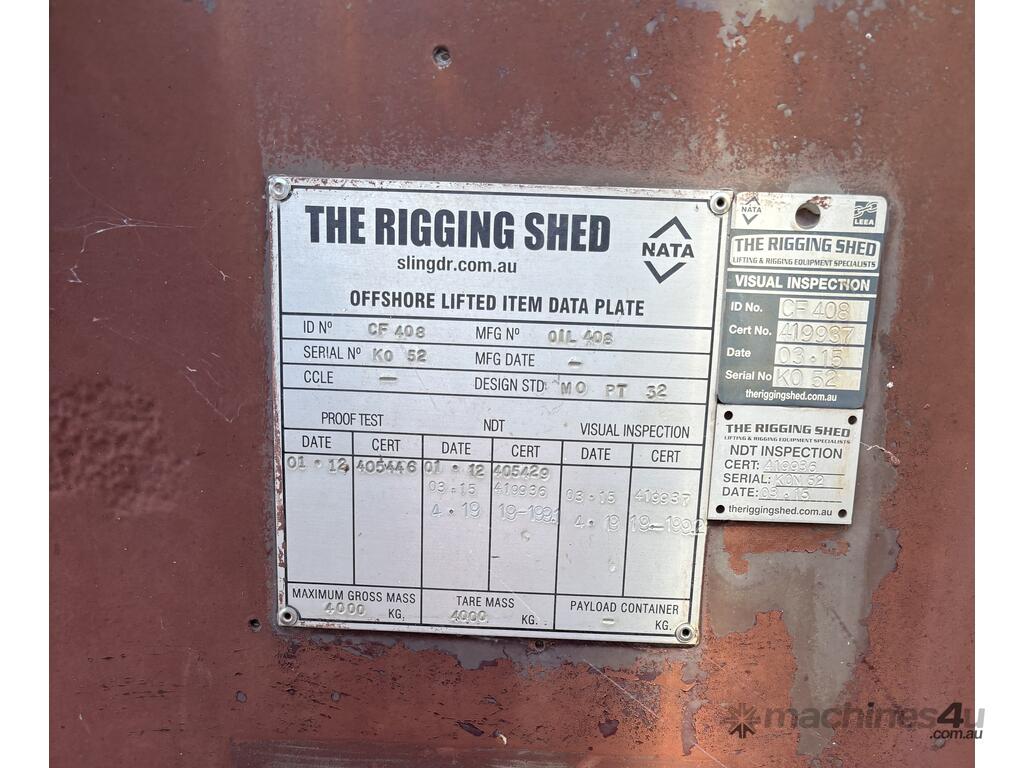 THE RIGGING SHED
slingdr.com.au
NATA
OFFSHORE LIFTED ITEM DATA PLATE
ID Nº CF 408 MFG Nº OIL 408
SERIAL Nº KO 52 MFG DATE –
CCLE – DESIGN STD MO PT 32
PROOF TEST NDT VISUAL INSPECTION
DATE CERT DATE CERT DATE CERT
01 • 12 405446 01 • 12 405429
03 • 15 419936 03 • 15 419937
4 • 19 4 • 19
MAXIMUM GROSS MASS TARE MASS PAYLOAD CONTAINER
4000 KG. 4000 KG. – KG.
NATA LEEA
THE RIGGING SHED
LIFTING & RIGGING EQUIPMENT SPECIALISTS
VISUAL INSPECTION
ID No. CF 408
Cert No. 419937
Date 03 • 15
Serial No KO 52
theriggingshed.com.au
THE RIGGING SHED
LIFTING & RIGGING EQUIPMENT SPECIALISTS
NDT INSPECTION
CERT: 419936
SERIAL: KON 52
DATE: 03 • 15
theriggingshed.com.au
machines4u
.com.au